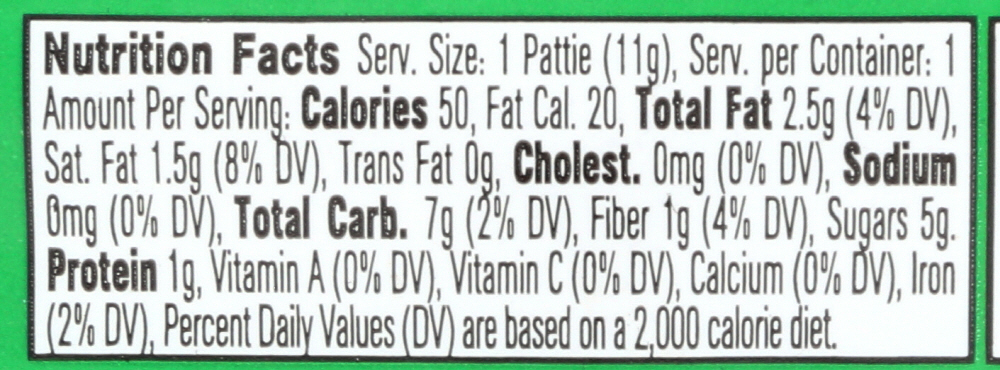 Nutrition Facts Serv. Size: 1 Pattie (11g), Serv. per Container: 1
Amount Per Serving: Calories 50, Fat Cal. 20, Total Fat 2.5g (4% DV),
Sat. Fat 1.5g (8% DV), Trans Fat 0g, Cholest. 0mg (0% DV), Sodium
0mg (0% DV), Total Carb. 7g (2% DV), Fiber 1g (4% DV), Sugars 5g.
Protein 1g, Vitamin A (0% DV), Vitamin C (0% DV), Calcium (0% DV), Iron
(2% DV), Percent Daily Values (DV) are based on a 2,000 calorie diet.